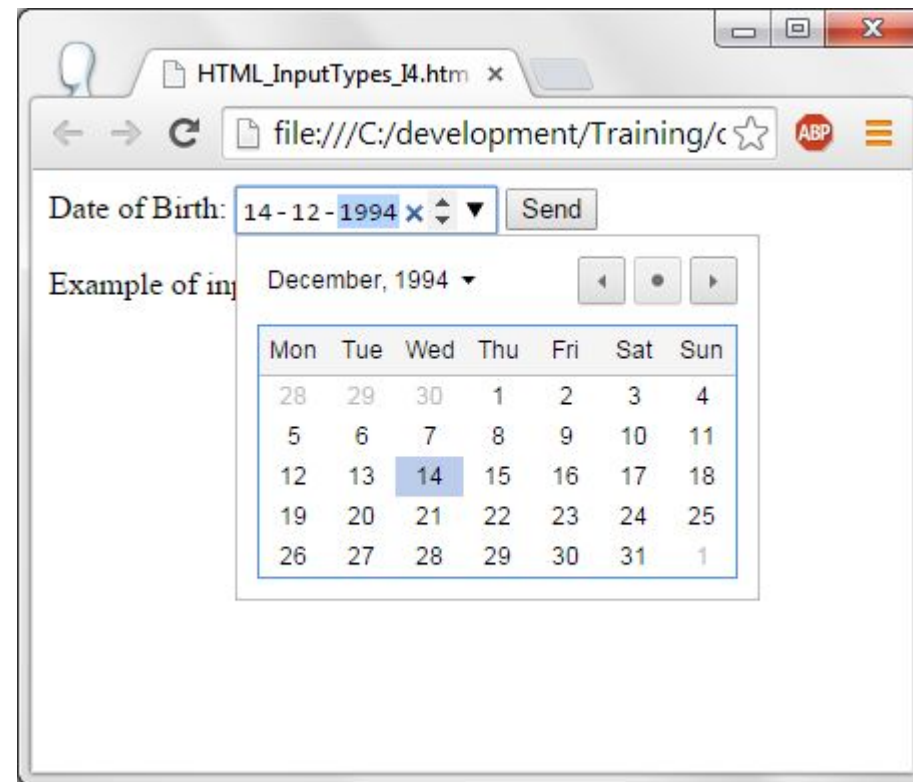 HTML_InputTypes_I4.htm
file:///C:/development/Training/c
ABP
Date of Birth: 14-12-1994 Send
Example of
December, 1994
Mon Tue Wed Thu Fri Sat Sun
28 29 30 1 2 3 4
5 6 7 8 9 10 11
12 13 14 15 16 17 18
19 20 21 22 23 24 25
26 27 28 29 30 31 1